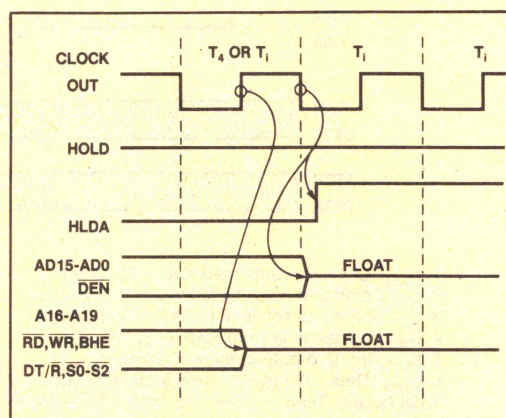 T4 OR Ti
Ti
Ti
CLOCK
OUT
HOLD
HLDA
AD15-AD0
FLOAT
DEN
A16-A19
RD,WR,BHE
FLOAT
DT/R,S0-S2